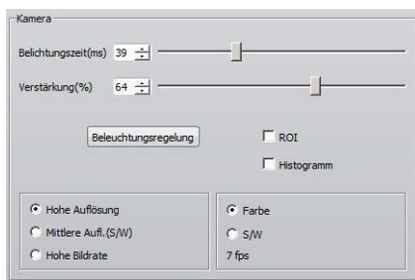 Kamera
Belichtungszeit(ms) 39
Verstärkung(%) 64
Beleuchtungsregelung
ROI
Histogramm
Hohe Auflösung
Mittlere Aufl.(S/W)
Hohe Bildrate
Farbe
S/W
7 fps